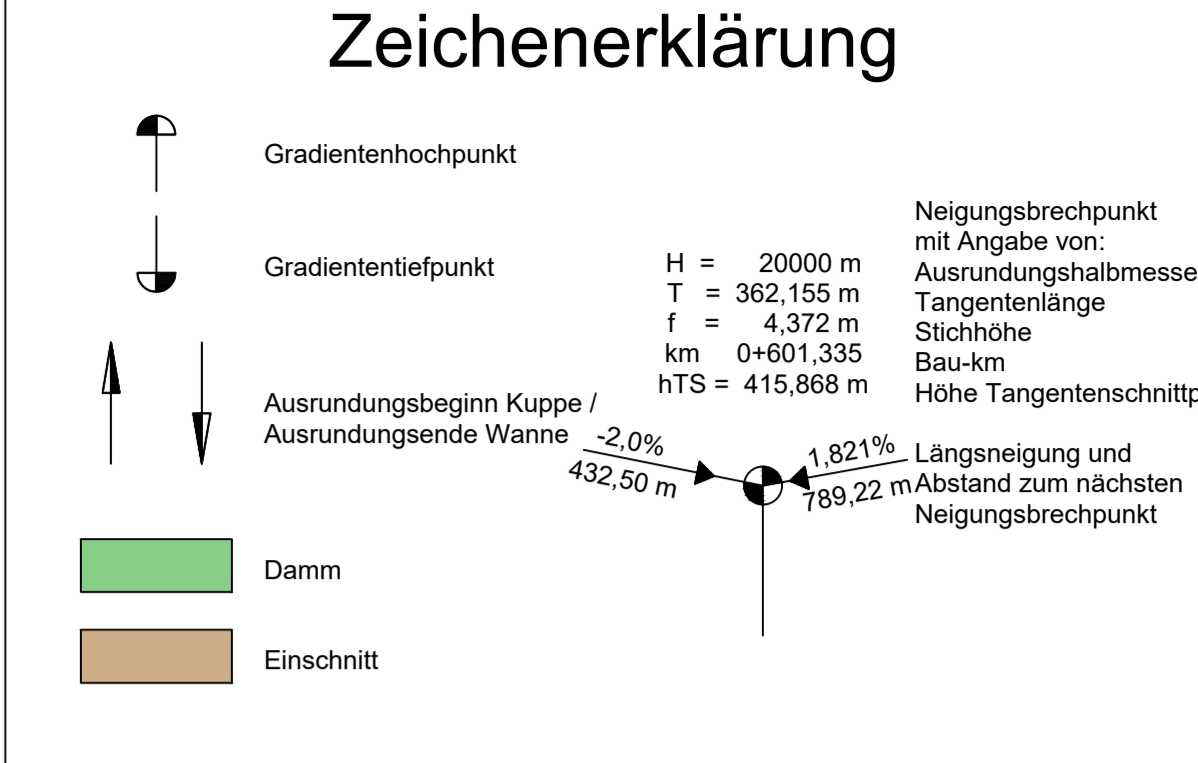 Zeichenerklärung
Gradientenhochpunkt
Gradiententiefpunkt
Ausrundungsbeginn Kuppe /
Ausrundungsende Wanne
Damm
Einschnitt
H = 20000 m
T = 362,155 m
f = 4,372 m
km 0+601,335
hTS = 415,868 m
-2,0%
432,50 m
1,821%
789,22 m
Neigungsbrechpunkt
mit Angabe von:
Ausrundungshalbmesse
Tangentenlänge
Stichhöhe
Bau-km
Höhe Tangentenschnittp
Längsneigung und
Abstand zum nächsten
Neigungsbrechpunkt